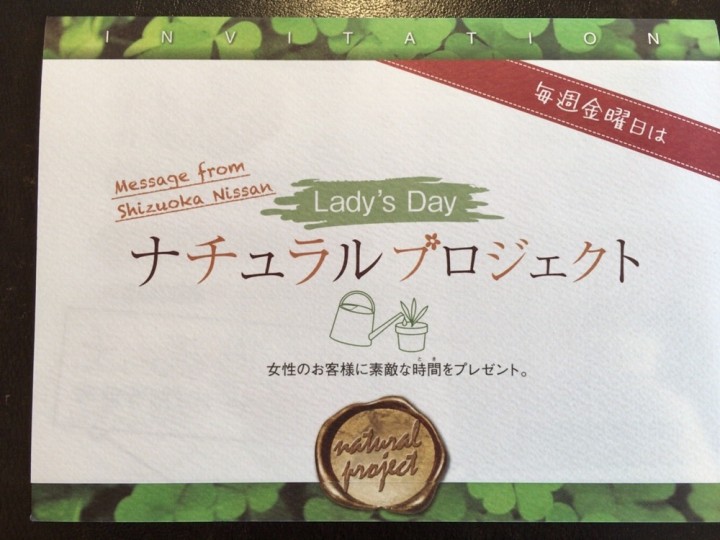 INVITATION
毎週金曜日は
Message from
Shizuoka Nissan
Lady's Day
ナチュラルプロジェクト
とき
女性のお客様に素敵な時間をプレゼント。
natural
project